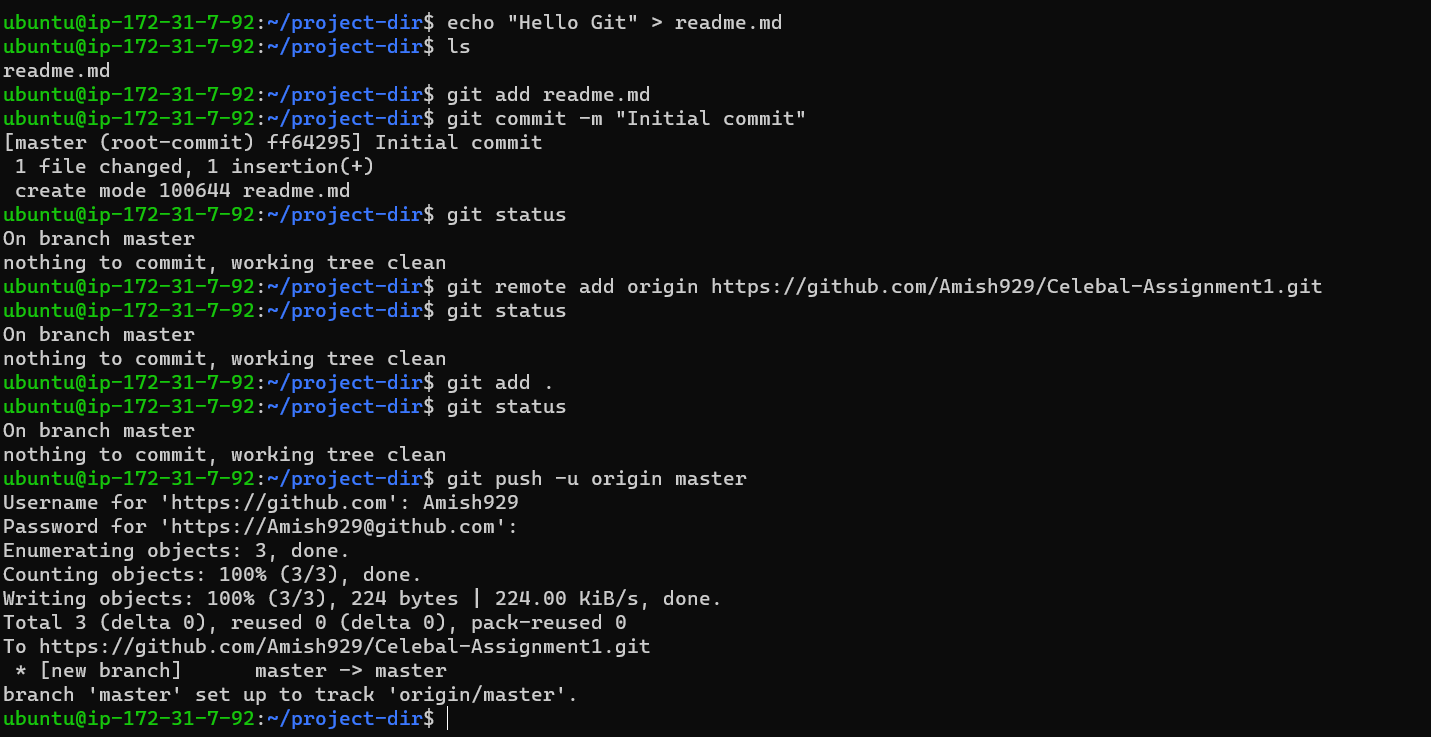 ubuntu@ip-172-31-7-92:~/project-dir$ echo "Hello Git" > readme.md
ubuntu@ip-172-31-7-92:~/project-dir$ ls
readme.md
ubuntu@ip-172-31-7-92:~/project-dir$ git add readme.md
ubuntu@ip-172-31-7-92:~/project-dir$ git commit -m "Initial commit"
[master (root-commit) ff64295] Initial commit
 1 file changed, 1 insertion(+)
 create mode 100644 readme.md
ubuntu@ip-172-31-7-92:~/project-dir$ git status
On branch master
nothing to commit, working tree clean
ubuntu@ip-172-31-7-92:~/project-dir$ git remote add origin https://github.com/Amish929/Celebal-Assignment1.git
ubuntu@ip-172-31-7-92:~/project-dir$ git status
On branch master
nothing to commit, working tree clean
ubuntu@ip-172-31-7-92:~/project-dir$ git add .
ubuntu@ip-172-31-7-92:~/project-dir$ git status
On branch master
nothing to commit, working tree clean
ubuntu@ip-172-31-7-92:~/project-dir$ git push -u origin master
Username for 'https://github.com': Amish929
Password for 'https://Amish929@github.com':
Enumerating objects: 3, done.
Counting objects: 100% (3/3), done.
Writing objects: 100% (3/3), 224 bytes | 224.00 KiB/s, done.
Total 3 (delta 0), reused 0 (delta 0), pack-reused 0
To https://github.com/Amish929/Celebal-Assignment1.git
 * [new branch]      master -> master
branch 'master' set up to track 'origin/master'.
ubuntu@ip-172-31-7-92:~/project-dir$